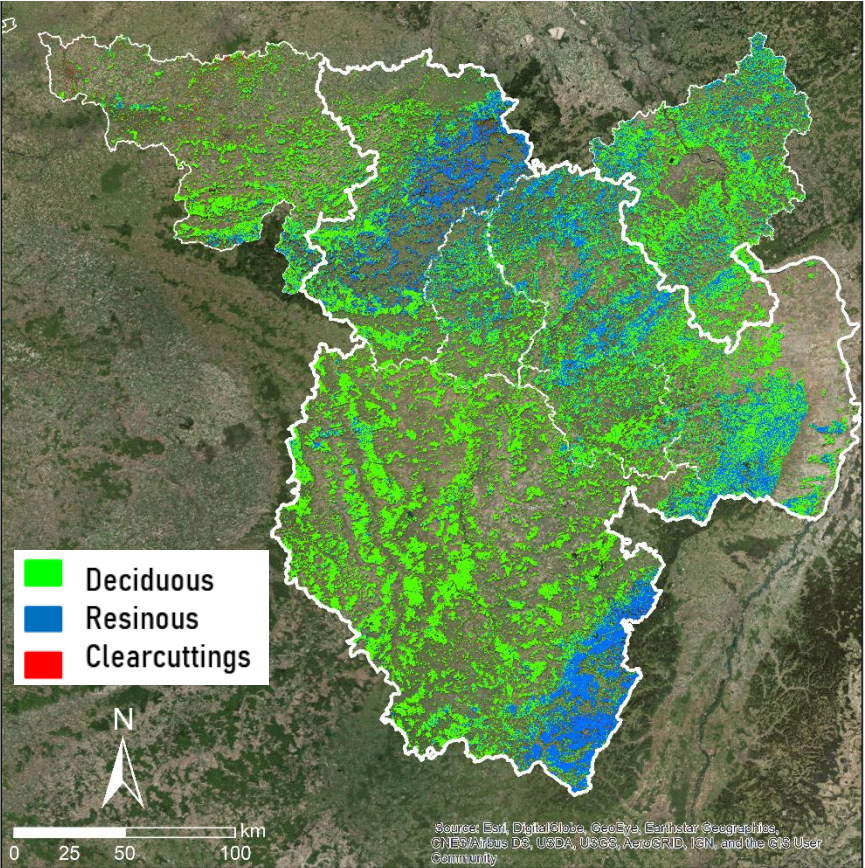 Deciduous
Resinous
Clearcuttings
N
km
0 25 50 100
Source: Esri, DigitalGlobe, GeoEye, Earthstar Geographics,
CNES/Airbus DS, USDA, USGS, AeroGRID, IGN, and the GIS User
Community